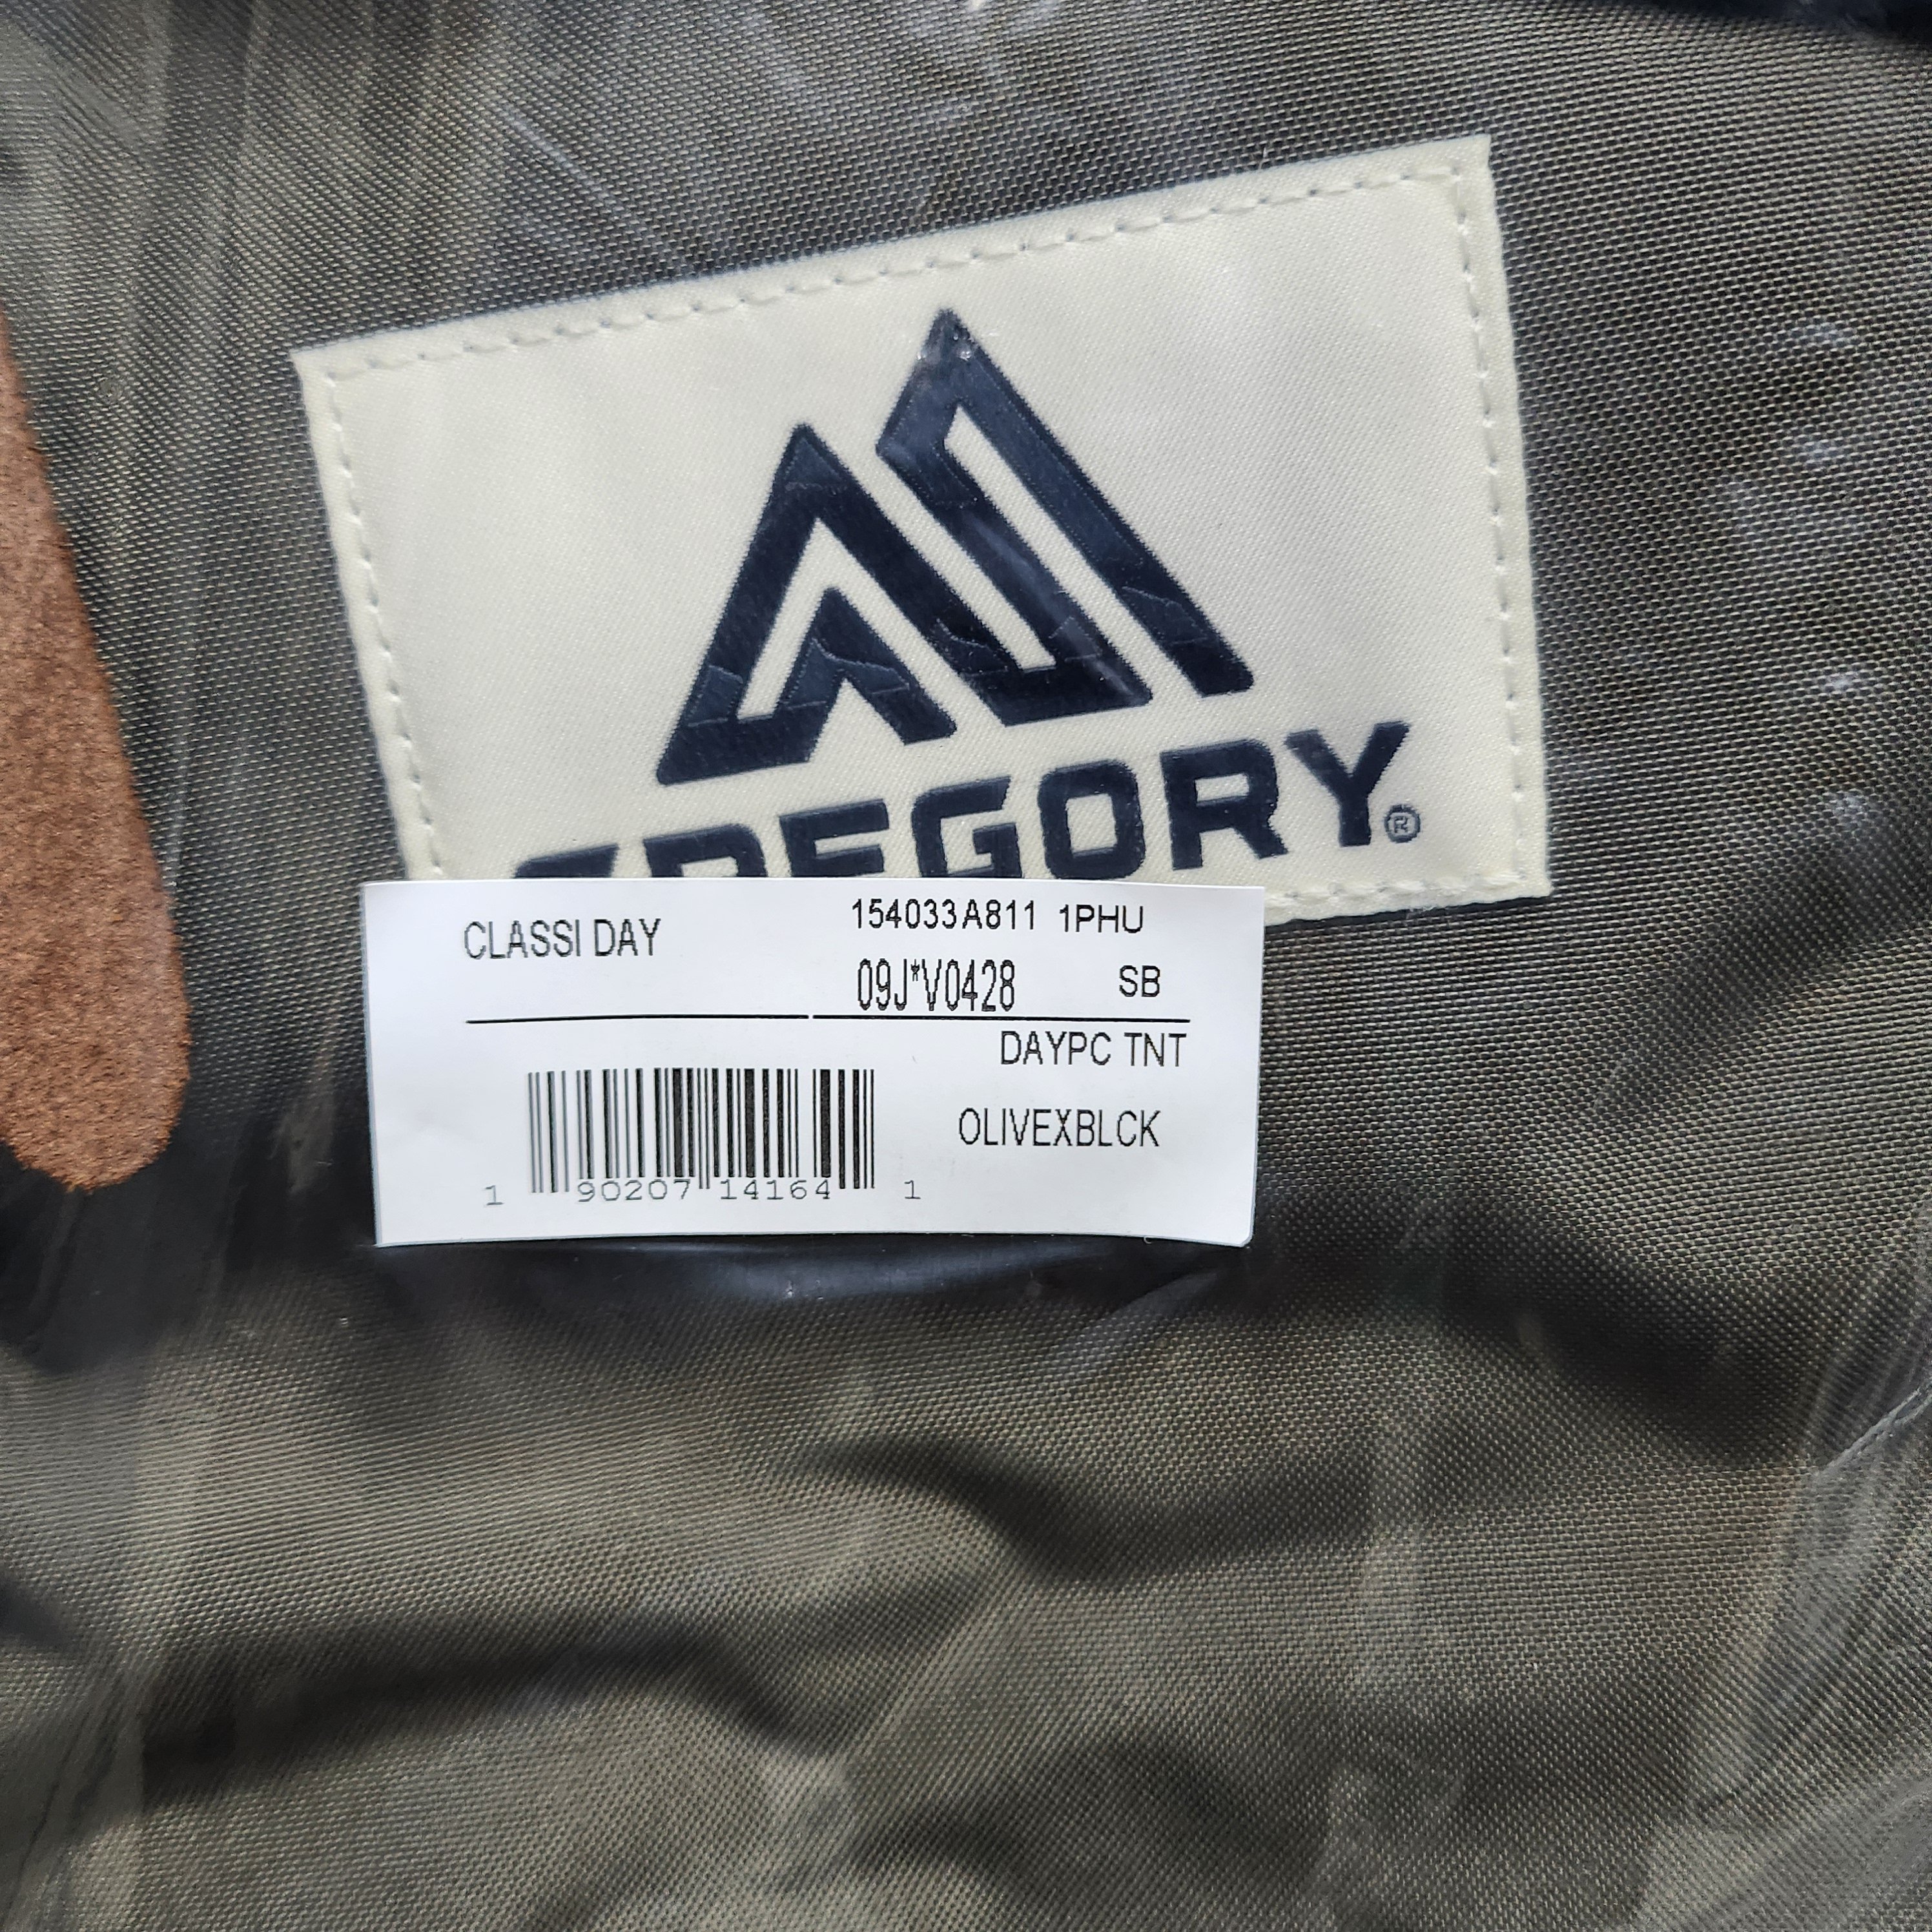 GREGORY®
CLASSI DAY
154033A811 1PHU
09J*V0428 SB
DAYPC TNT
OLIVEXBLCK
1 90207 14164 1